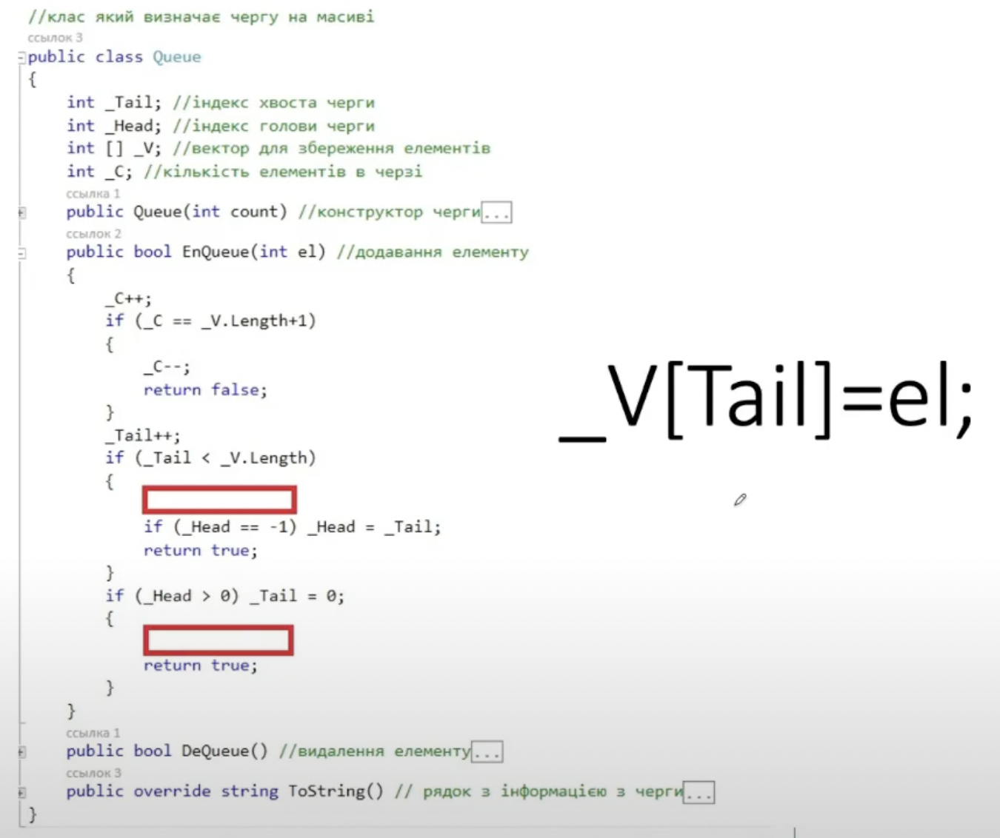 //клас який визначає чергу на масиві
ссылок 3
public class Queue
{
int _Tail; //індекс хвоста черги
int _Head; //індекс голови черги
int [] _V; //вектор для збереження елементів
int _C; //кількість елементів в черзі
ссылка 1
public Queue(int count) //конструктор черги...
ссылок 2
public bool EnQueue(int el) //додавання елементу
{
_C++;
if (_C == _V.Length+1)
{
_C--;
return false;
}
_Tail++;
if (_Tail < _V.Length)
{
if (_Head == -1) _Head = _Tail;
return true;
}
if (_Head > 0) _Tail = 0;
{
return true;
}
}
ссылка 1
public bool DeQueue() //видалення елементу...
ссылок 3
public override string ToString() // рядок з інформацією з черги...
}
_V[Tail]=el;